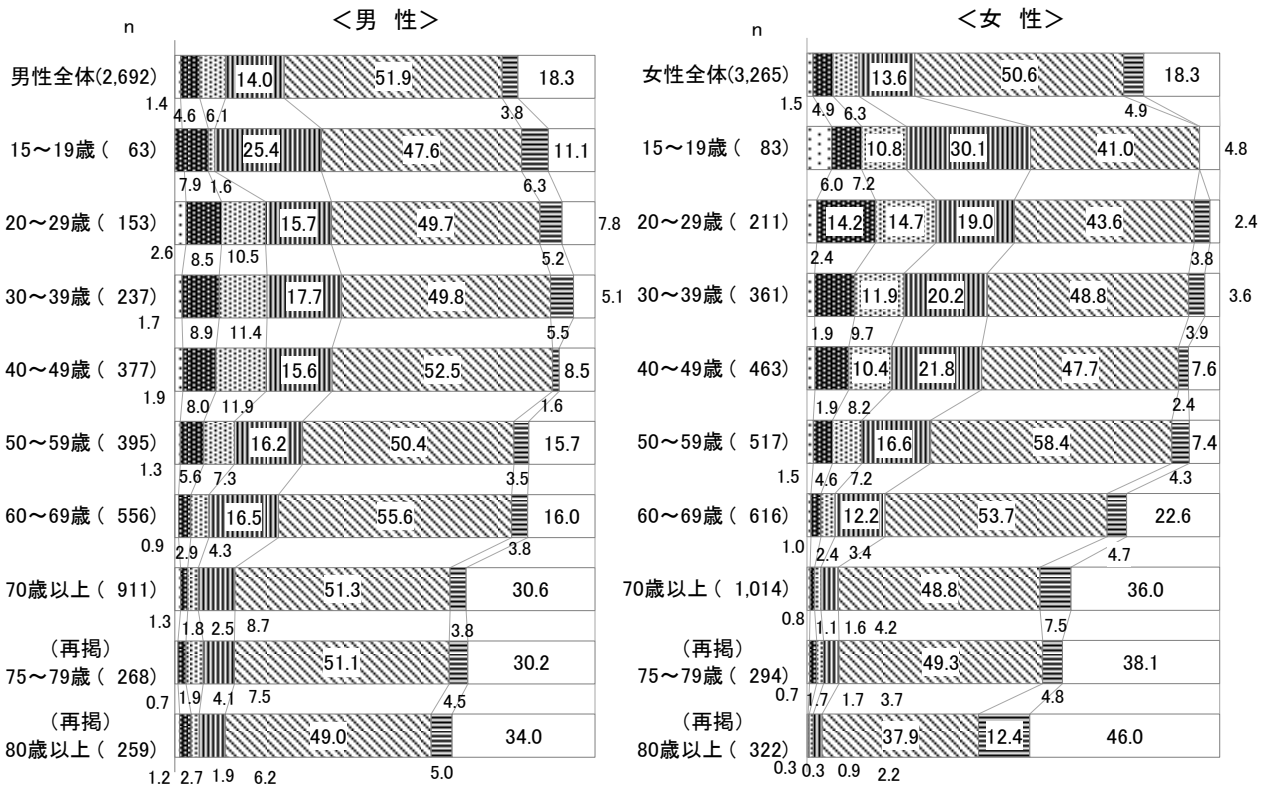 ＜男 性＞
n
男性全体(2,692) 14.0 51.9 18.3
1.4 4.6 6.1 3.8
15～19歳( 63) 25.4 47.6 11.1
7.9 1.6 6.3
20～29歳( 153) 15.7 49.7 7.8
2.6 8.5 10.5 5.2
30～39歳( 237) 17.7 49.8 5.1
1.7 8.9 11.4 5.5
40～49歳( 377) 15.6 52.5 8.5
1.9 8.0 11.9 1.6
50～59歳( 395) 16.2 50.4 15.7
1.3 5.6 7.3 3.5
60～69歳( 556) 16.5 55.6 16.0
0.9 2.9 4.3 3.8
70歳以上( 911) 51.3 30.6
1.3 1.8 2.5 8.7 3.8
(再掲)
75～79歳( 268) 51.1 30.2
0.7 1.9 4.1 7.5 4.5
(再掲)
80歳以上( 259) 49.0 34.0
1.2 2.7 1.9 6.2 5.0
＜女 性＞
n
女性全体(3,265) 13.6 50.6 18.3
1.5 4.9 6.3 4.9
15～19歳( 83) 10.8 30.1 41.0 4.8
6.0 7.2
20～29歳( 211) 14.2 14.7 19.0 43.6 2.4
2.4 3.8
30～39歳( 361) 11.9 20.2 48.8 3.6
1.9 9.7 3.9
40～49歳( 463) 10.4 21.8 47.7 7.6
1.9 8.2 2.4
50～59歳( 517) 16.6 58.4 7.4
1.5 4.6 7.2 4.3
60～69歳( 616) 12.2 53.7 22.6
1.0 2.4 3.4 4.7
70歳以上( 1,014) 48.8 36.0
0.8 1.1 1.6 4.2 7.5
(再掲)
75～79歳( 294) 49.3 38.1
0.7 1.7 1.7 3.7 4.8
(再掲)
80歳以上( 322) 37.9 12.4 46.0
0.3 0.3 0.9 2.2